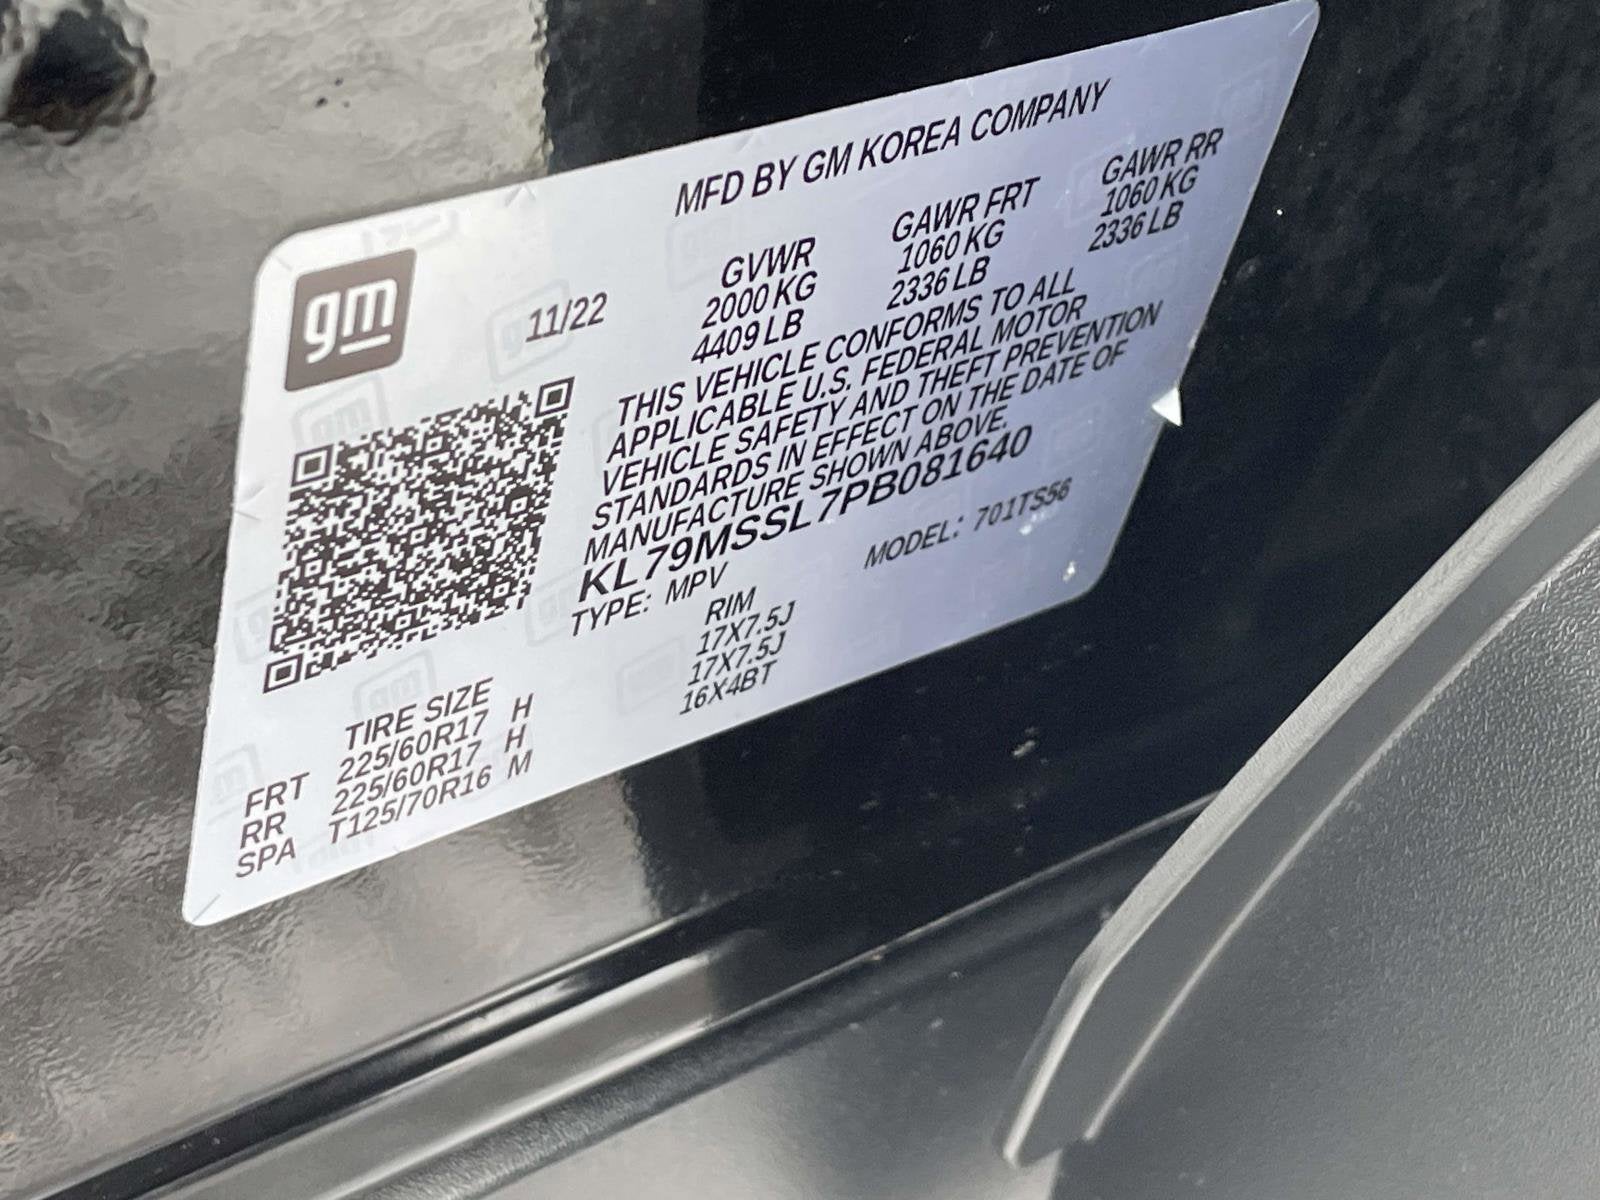 MFD BY GM KOREA COMPANY
gm
11/22
GVWR GAWR FRT GAWR RR
2000 KG 1060 KG 1060 KG
4409 LB 2336 LB 2336 LB
THIS VEHICLE CONFORMS TO ALL
APPLICABLE U.S. FEDERAL MOTOR
VEHICLE SAFETY AND THEFT PREVENTION
STANDARDS IN EFFECT ON THE DATE OF
MANUFACTURE SHOWN ABOVE.
KL79MSSL7PB081640
TYPE: MPV MODEL: 701TS56
TIRE SIZE RIM
FRT 225/60R17 H 17X7.5J
RR 225/60R17 H 17X7.5J
SPA T125/70R16 M 16X4BT